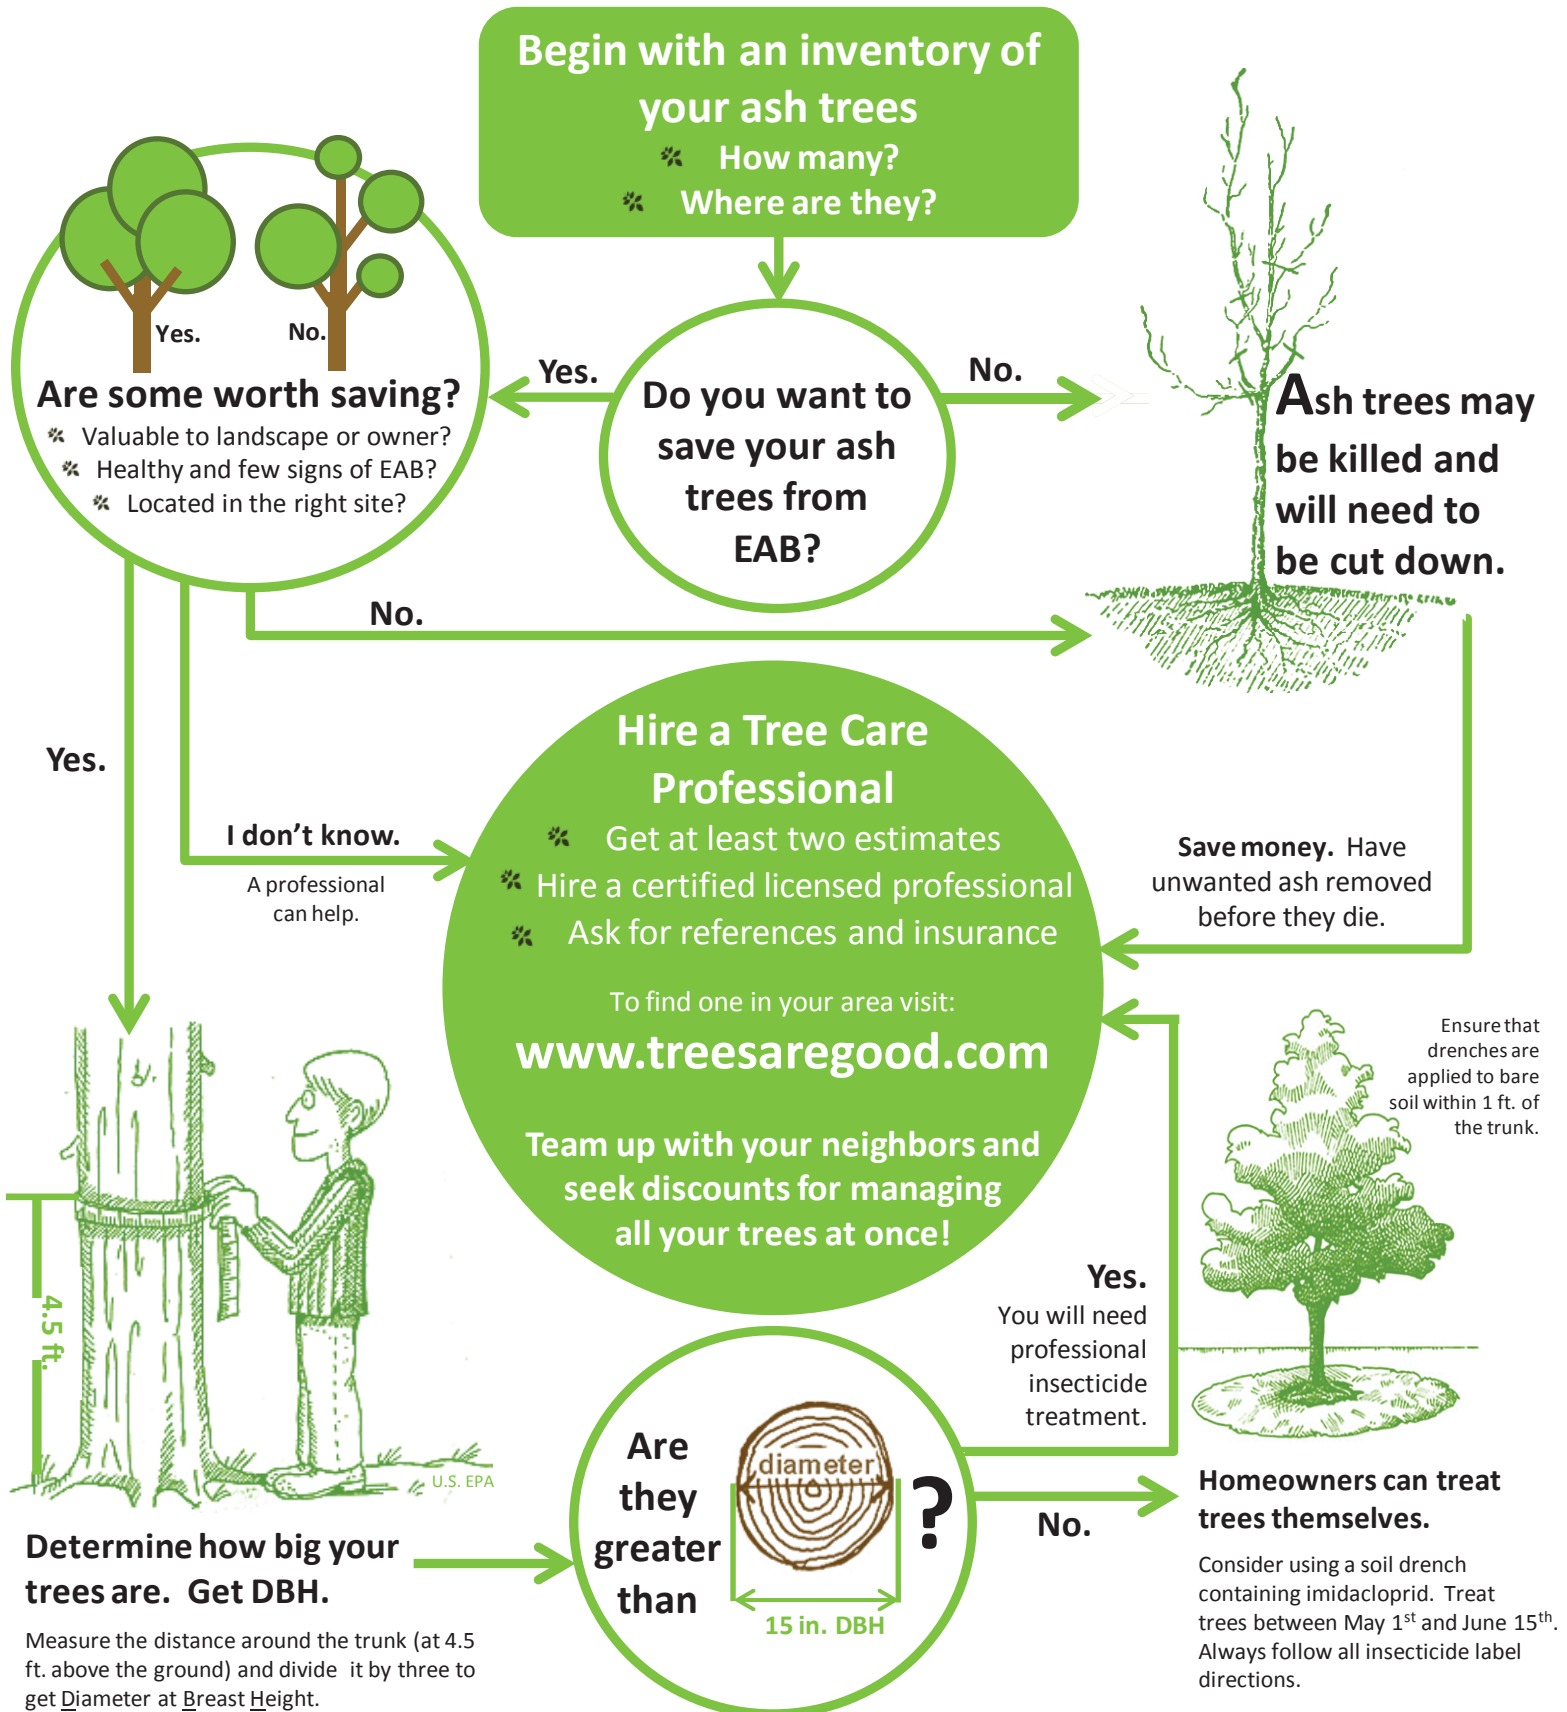 Begin with an inventory of
your ash trees
How many?
Where are they?
Yes.
No.
Are some worth saving?
Valuable to landscape or owner?
Healthy and few signs of EAB?
Located in the right site?
Yes.
Do you want to
save your ash
trees from
EAB?
No.
Ash trees may
be killed and
will need to
be cut down.
No.
Yes.
I don't know.
A professional
can help.
Hire a Tree Care
Professional
Get at least two estimates
Hire a certified licensed professional
Ask for references and insurance
To find one in your area visit:
www.treesaregood.com
Team up with your neighbors and
seek discounts for managing
all your trees at once!
Save money. Have
unwanted ash removed
before they die.
Ensure that
drenches are
applied to bare
soil within 1 ft. of
the trunk.
4.5 ft.
U.S. EPA
Determine how big your
trees are. Get DBH.
Measure the distance around the trunk (at 4.5
ft. above the ground) and divide it by three to
get Diameter at Breast Height.
Are
they
greater
than
diameter
?
15 in. DBH
Yes.
You will need
professional
insecticide
treatment.
No.
Homeowners can treat
trees themselves.
Consider using a soil drench
containing imidacloprid. Treat
trees between May 1st and June 15th.
Always follow all insecticide label
directions.